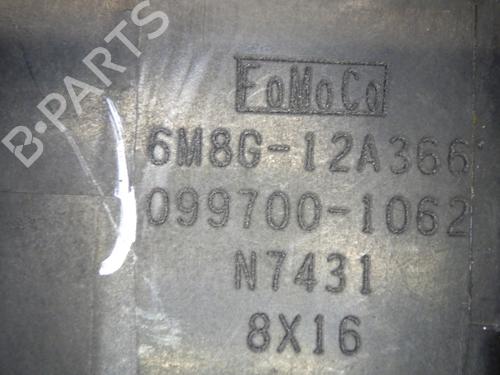 B-PARTS
FoMoCo
6M8G-12A366
099700-1062
N7431
8X16